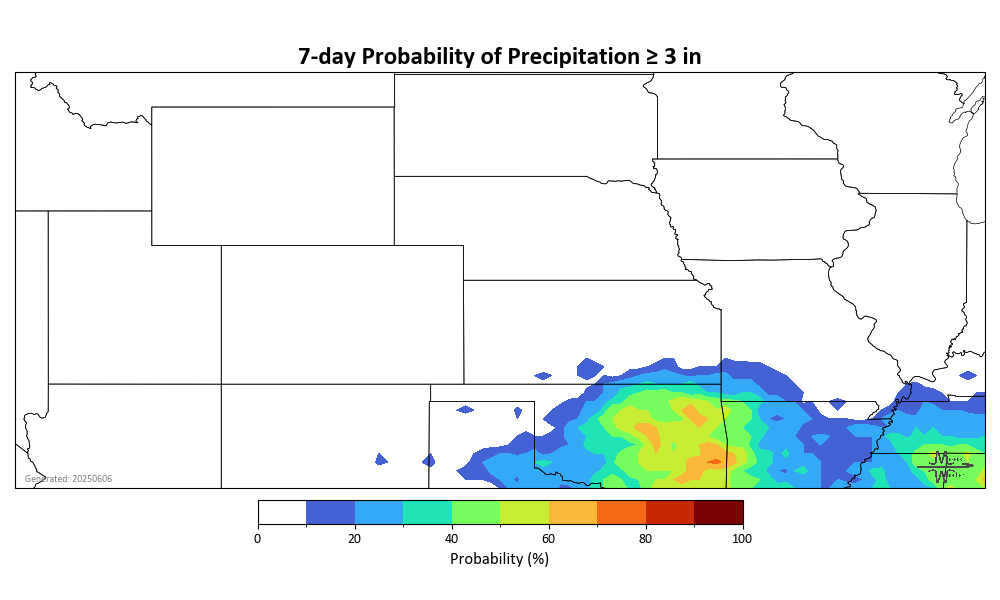 7-day Probability of Precipitation ≥ 3 in
Generated: 20250606
0 20 40 60 80 100
Probability (%)